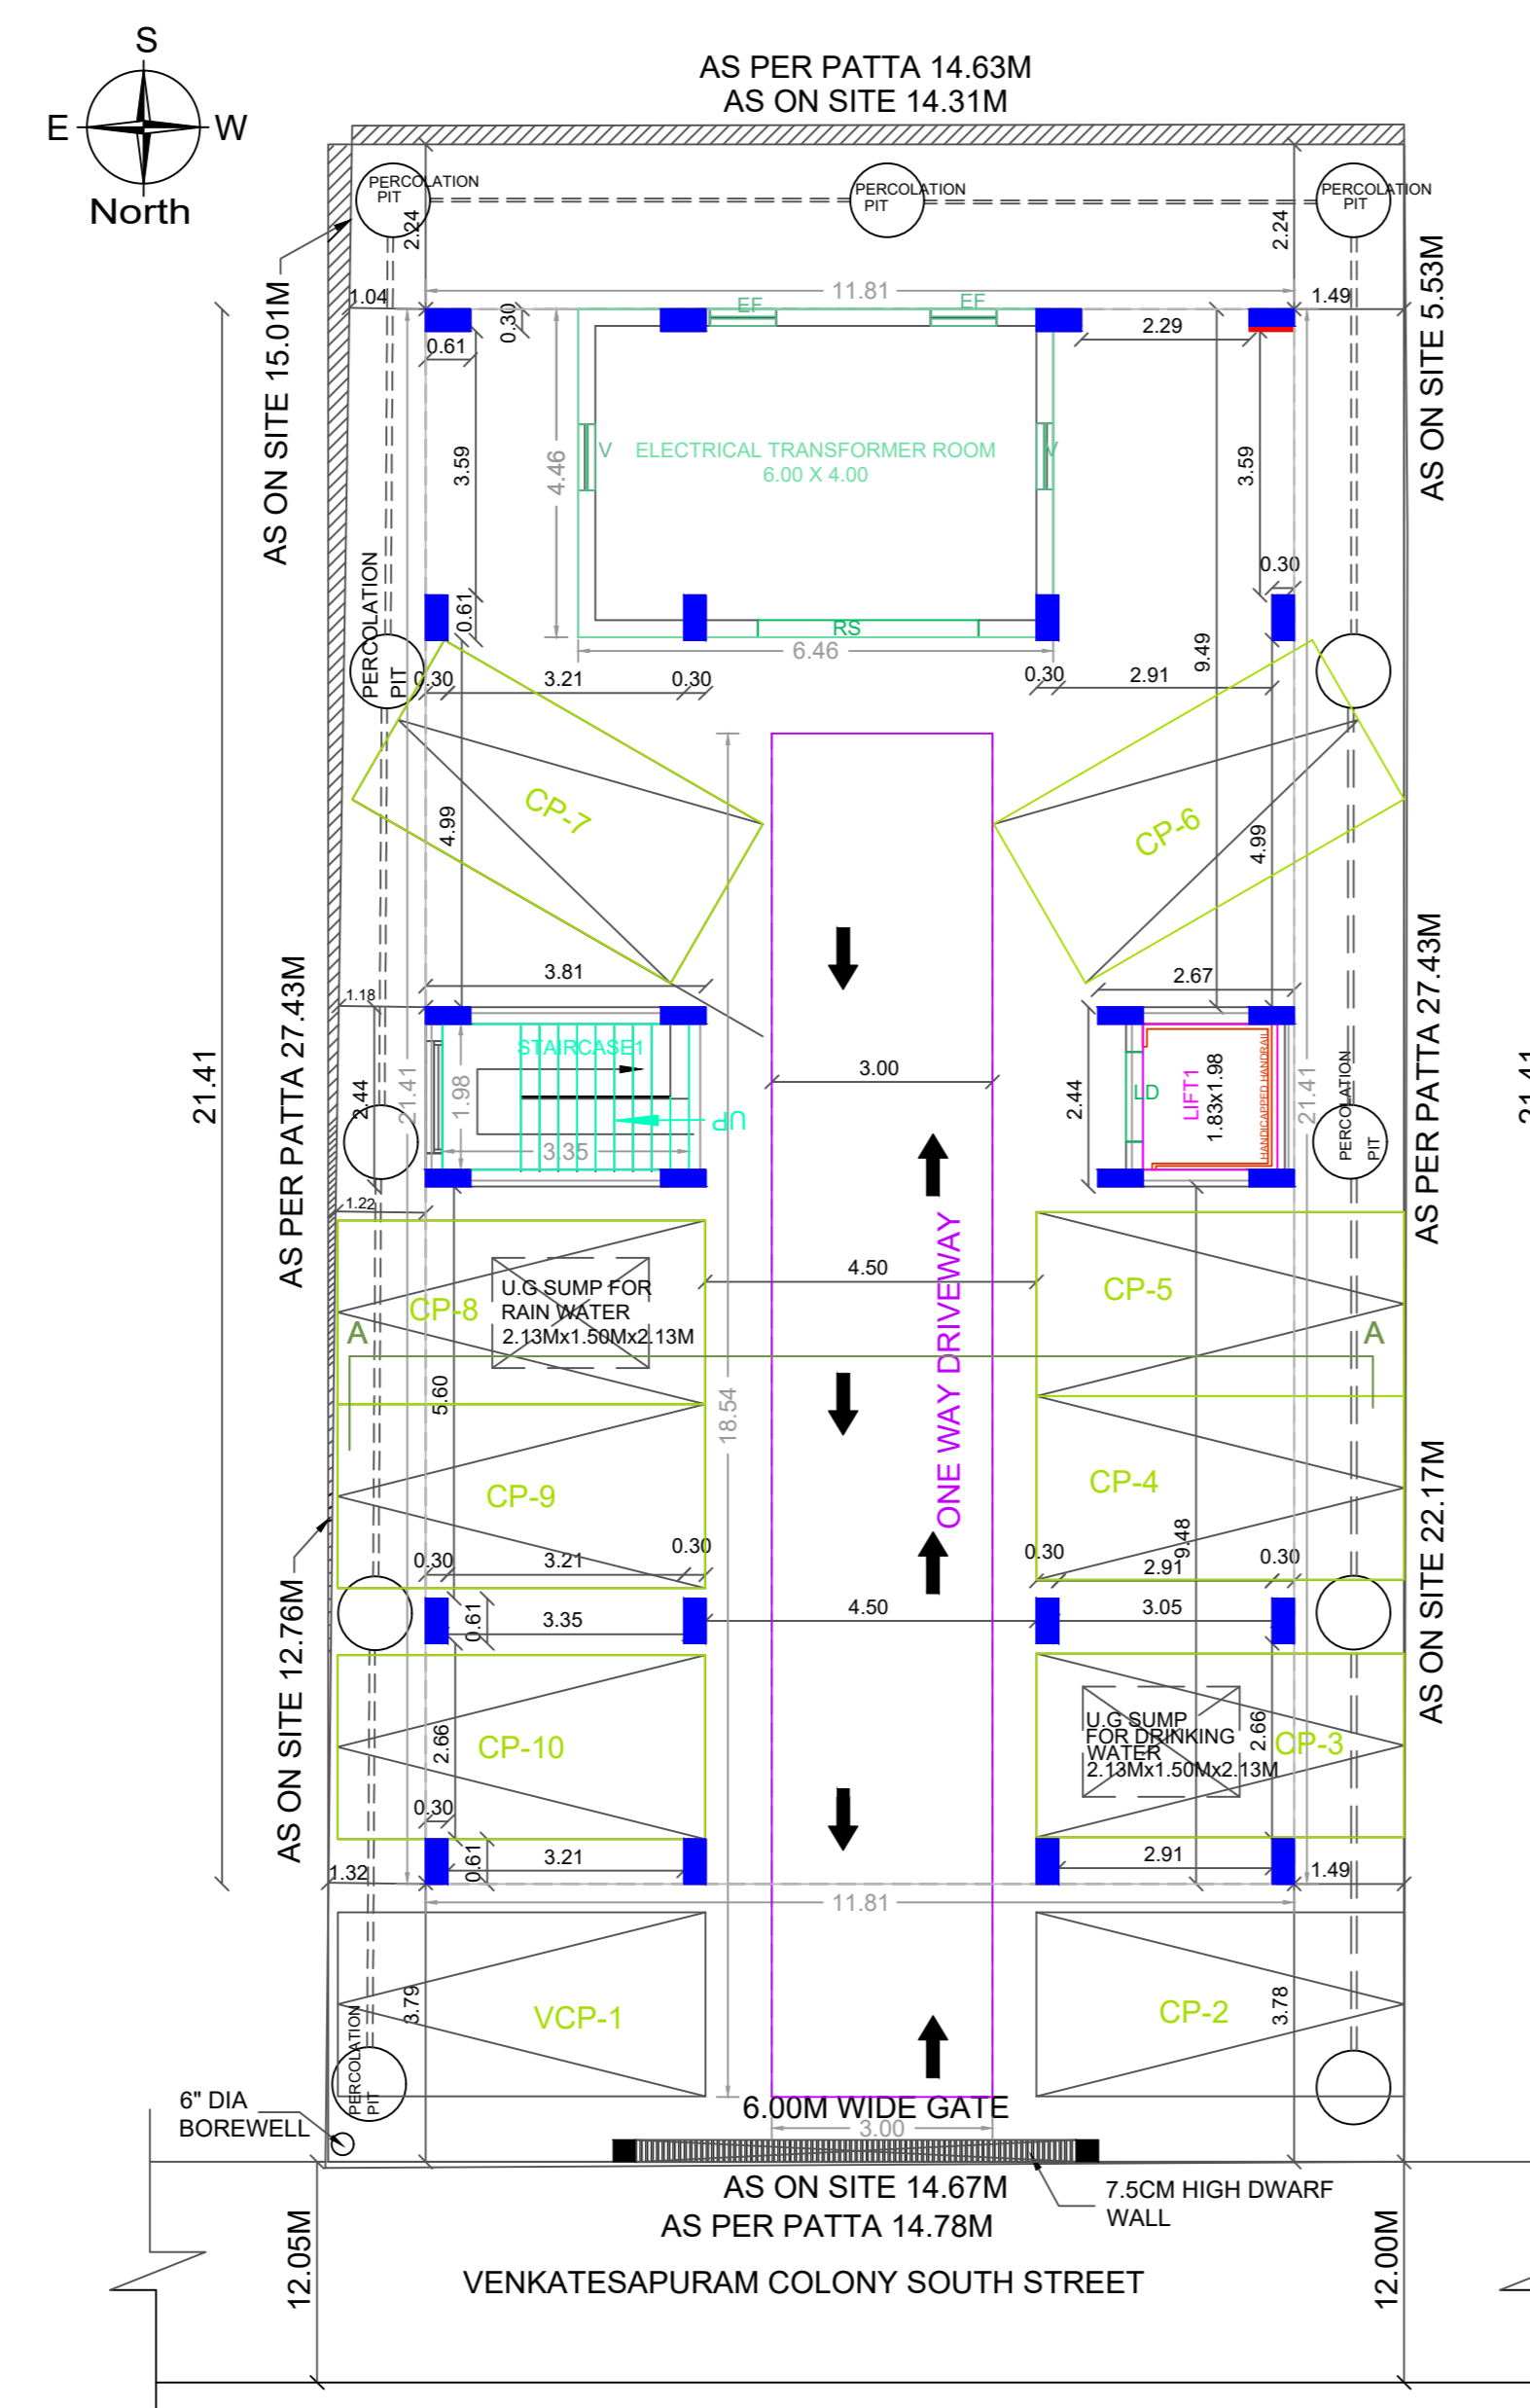 S
E
W
North
AS PER PATTA 14.63M
AS ON SITE 14.31M
PERCOLATION
PIT
PERCOLATION
PIT
PERCOLATION
PIT
2.24
2.24
AS ON SITE 15.01M
AS ON SITE 5.53M
1.04
11.81
1.49
EF
EF
0.30
0.61
2.29
3.59
4.46
V
ELECTRICAL TRANSFORMER ROOM
6.00 X 4.00
V
3.59
0.30
0.61
RS
6.46
9.49
PERCOLATION
PIT
0.30
3.21
0.30
0.30
2.91
CP-7
CP-6
4.99
4.99
3.81
2.67
1.18
AS PER PATTA 27.43M
AS PER PATTA 27.43M
21.41
21.41
2.44
21.41
1.98
STAIRCASE1
UP
3.35
3.00
2.44
LD
LIFT1
1.83x1.98
HANDICAPPED HANDRAIL
21.41
PERCOLATION
PIT
1.22
4.50
U.G SUMP FOR
RAIN WATER
2.13Mx1.50Mx2.13M
CP-8
CP-5
A
A
5.60
18.54
ONE WAY DRIVEWAY
CP-9
CP-4
AS ON SITE 12.76M
AS ON SITE 22.17M
0.30
3.21
0.30
0.30
2.91
9.48
0.30
0.61
3.35
4.50
3.05
2.66
CP-10
U.G SUMP
FOR DRINKING
WATER
2.13Mx1.50Mx2.13M
2.66
CP-3
0.30
0.61
3.21
2.91
1.32
1.49
11.81
3.79
VCP-1
CP-2
3.78
PERCOLATION
PIT
6" DIA
BOREWELL
6.00M WIDE GATE
3.00
AS ON SITE 14.67M
AS PER PATTA 14.78M
7.5CM HIGH DWARF
WALL
12.05M
12.00M
VENKATESAPURAM COLONY SOUTH STREET